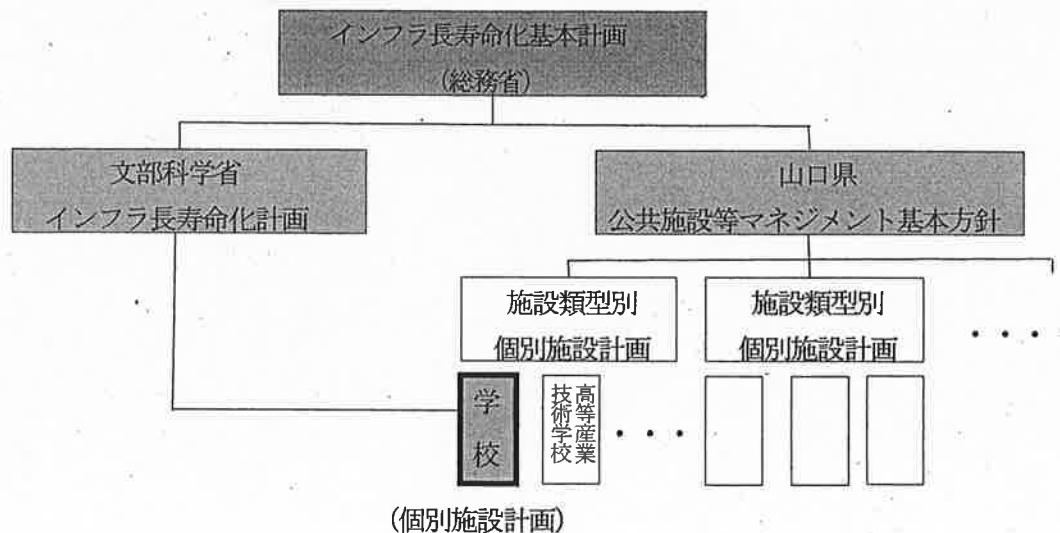 インフラ長寿命化基本計画
(総務省)
文部科学省
インフラ長寿命化計画
山口県
公共施設等マネジメント基本方針
施設類型別
個別施設計画
施設類型別
個別施設計画
・・・
学校
高等産業
技術学校
・・・
(個別施設計画)